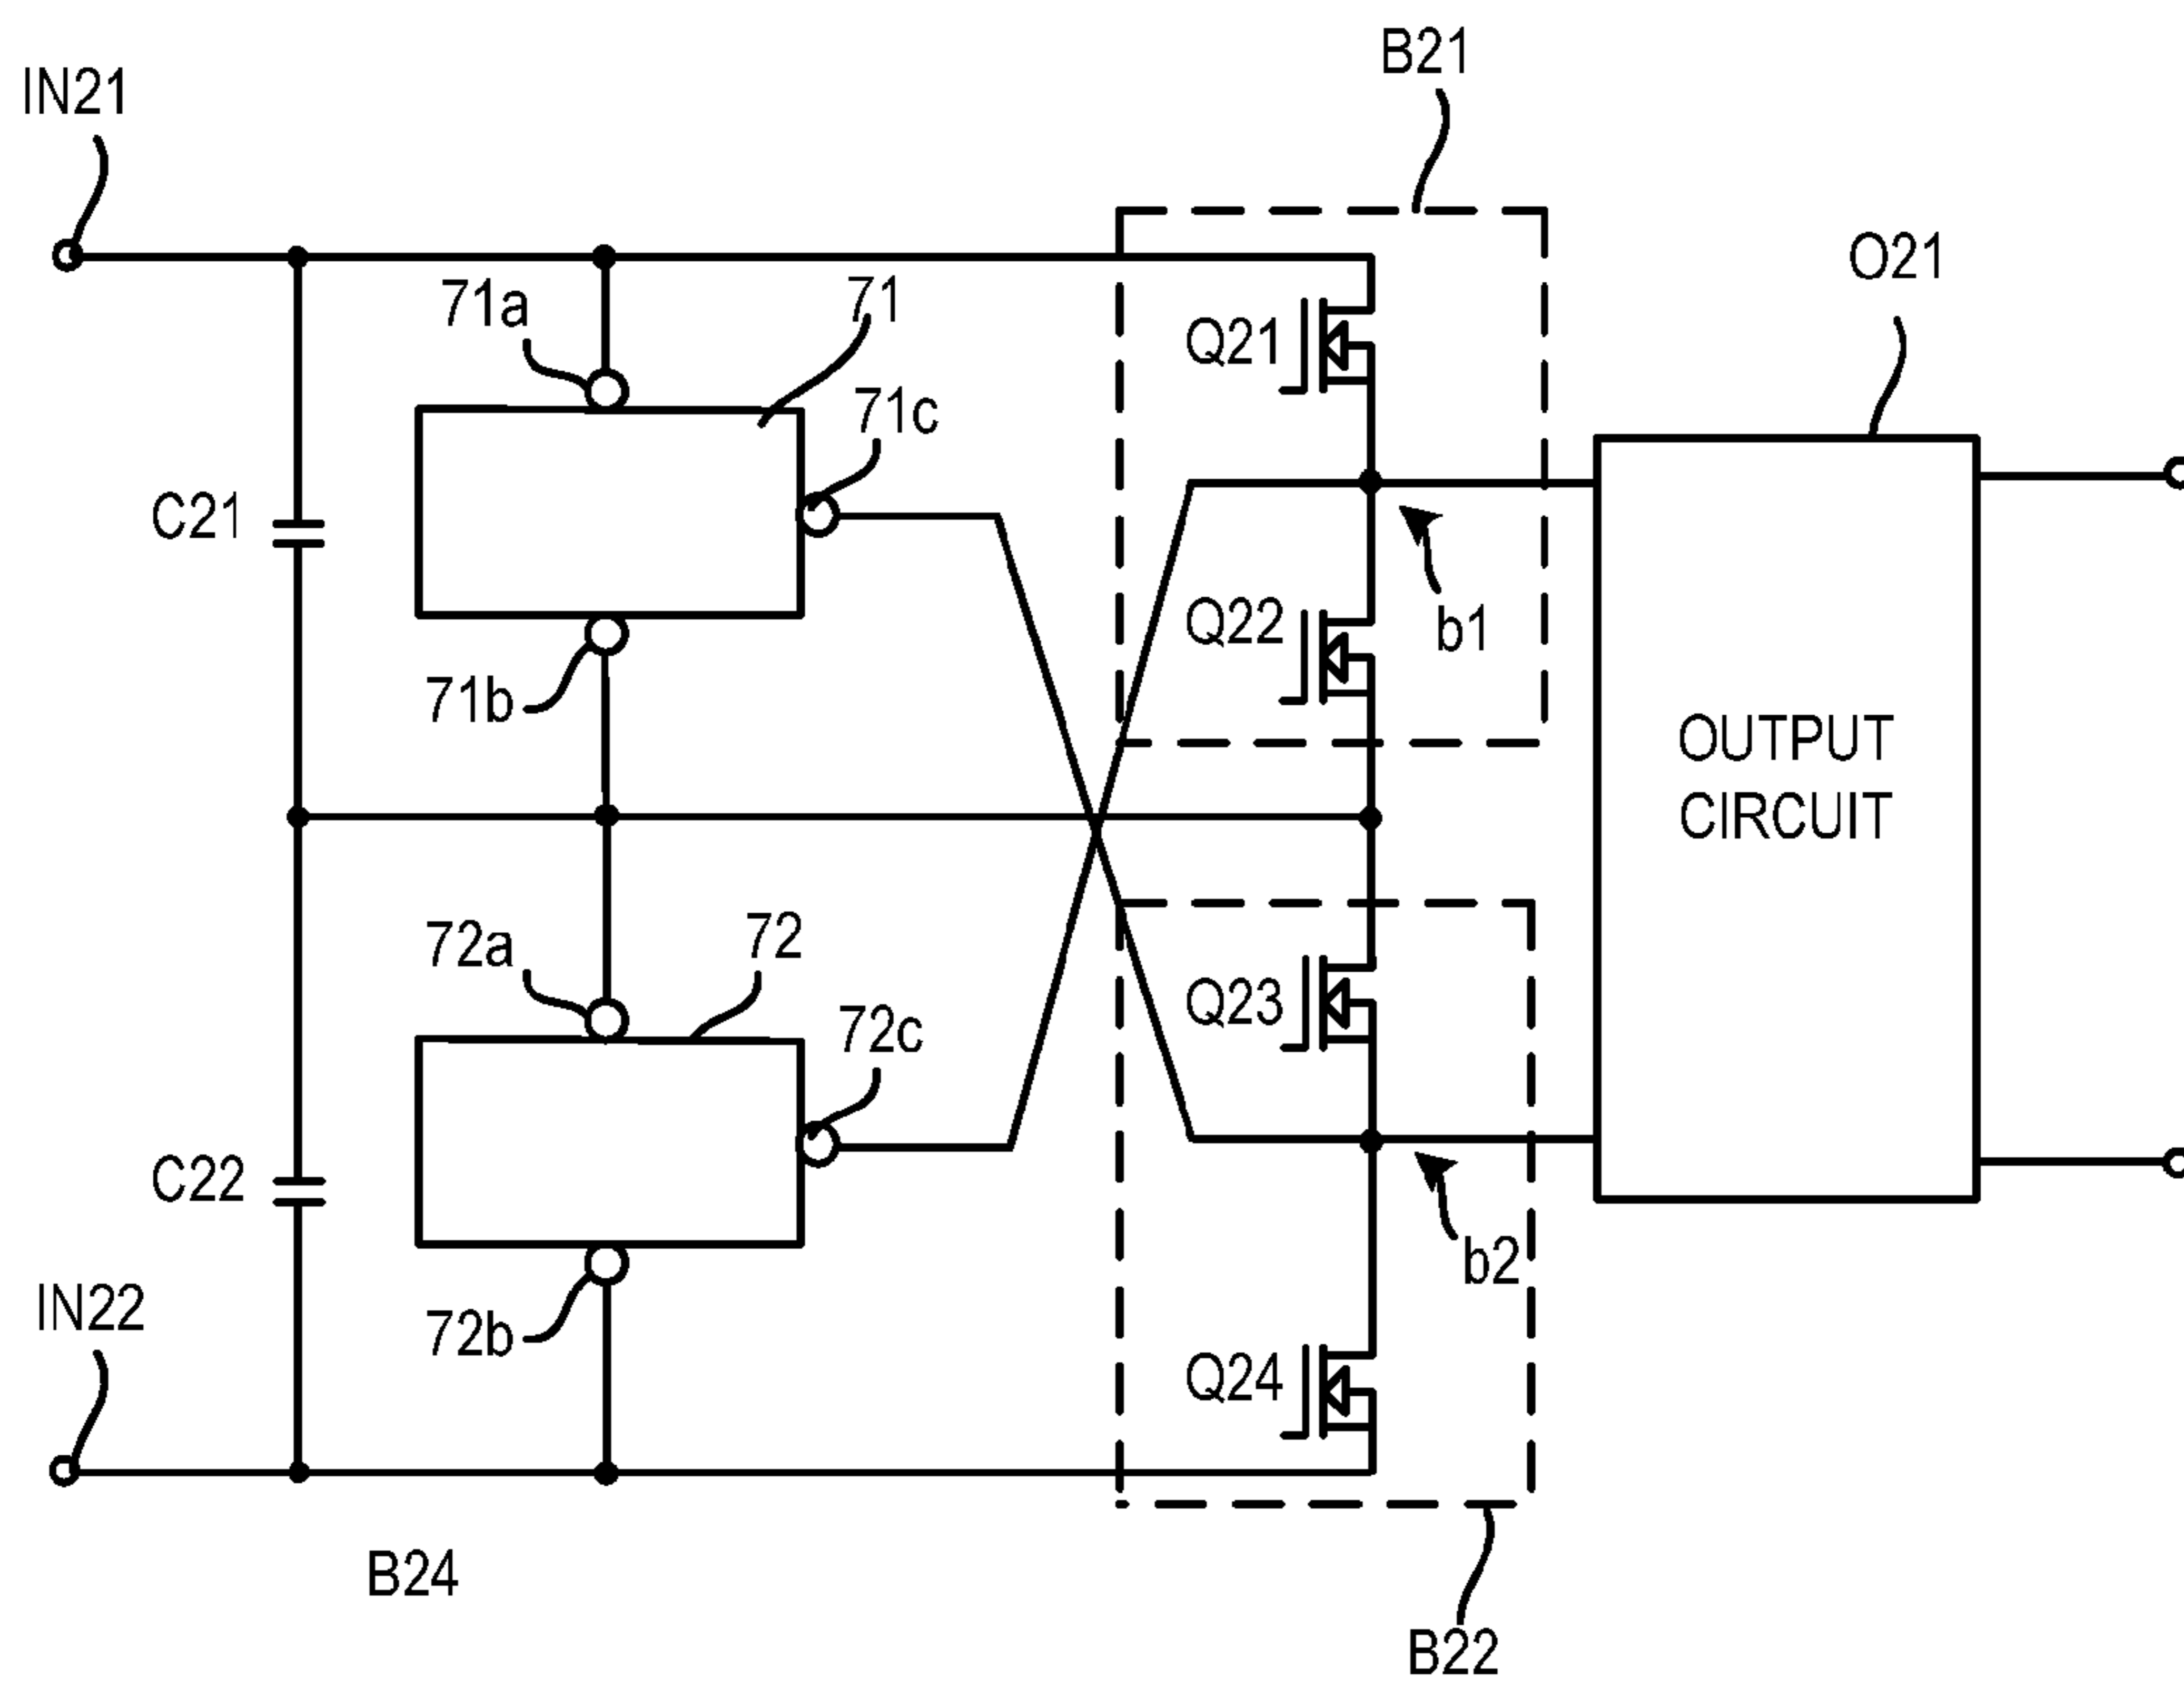 B21
IN21
O21
71a
71
Q21
71c
C21
b1
Q22
71b
OUTPUT
CIRCUIT
72
72a
Q23
72c
C22
b2
IN22
72b
Q24
B24
B22